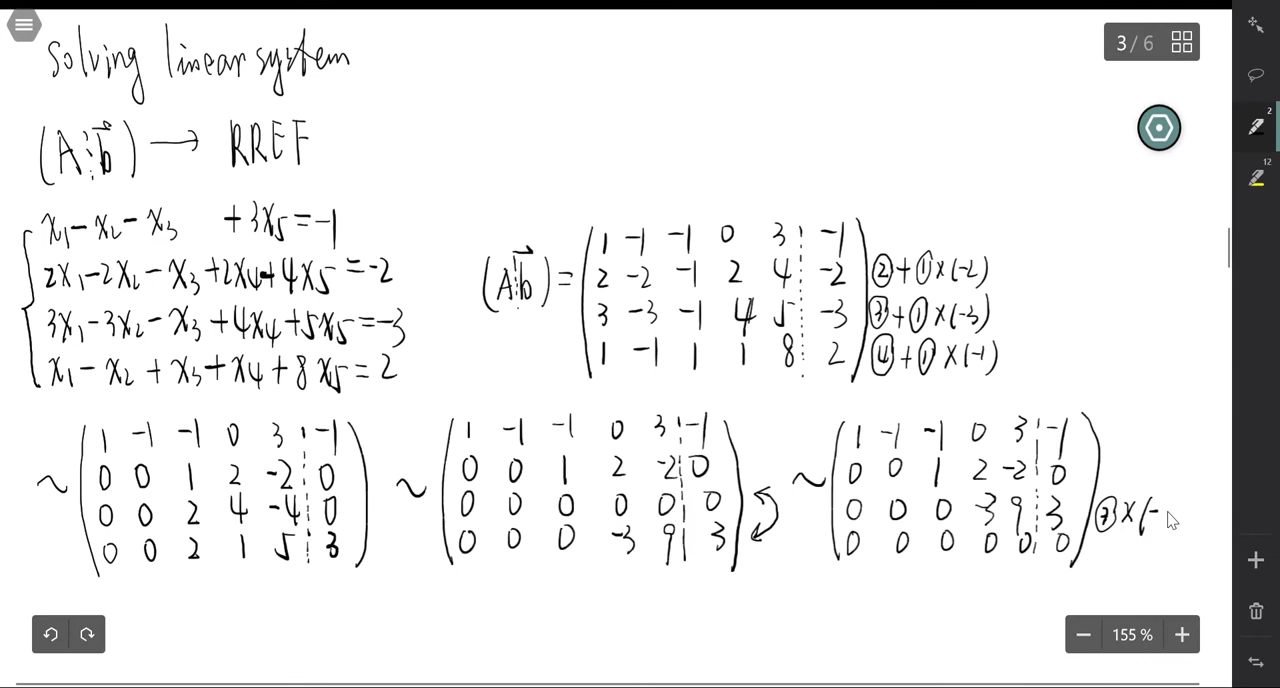 solving linear system
3 / 6
(A¦b⃗) → RREF
x₁ - x₂ - x₃ + 3x₅ = -1
2x₁ - 2x₂ - x₃ + 2x₄ + 4x₅ = -2
3x₁ - 3x₂ - x₃ + 4x₄ + 5x₅ = -3
x₁ - x₂ + x₃ + x₄ + 8x₅ = 2
(A¦b⃗) =
1 -1 -1 0 3 ¦ -1
2 -2 -1 2 4 ¦ -2 ②+①×(-2)
3 -3 -1 4 5 ¦ -3 ③+①×(-3)
1 -1 1 1 8 ¦ 2 ④+①×(-1)
~
1 -1 -1 0 3 ¦ -1
0 0 1 2 -2 ¦ 0
0 0 2 4 -4 ¦ 0
0 0 2 1 5 ¦ 3
~
1 -1 -1 0 3 ¦ -1
0 0 1 2 -2 ¦ 0
0 0 0 0 0 ¦ 0
0 0 0 -3 9 ¦ 3
~
1 -1 -1 0 3 ¦ -1
0 0 1 2 -2 ¦ 0
0 0 0 -3 9 ¦ 3 ③×(-
0 0 0 0 0 ¦ 0
2
12
155 %